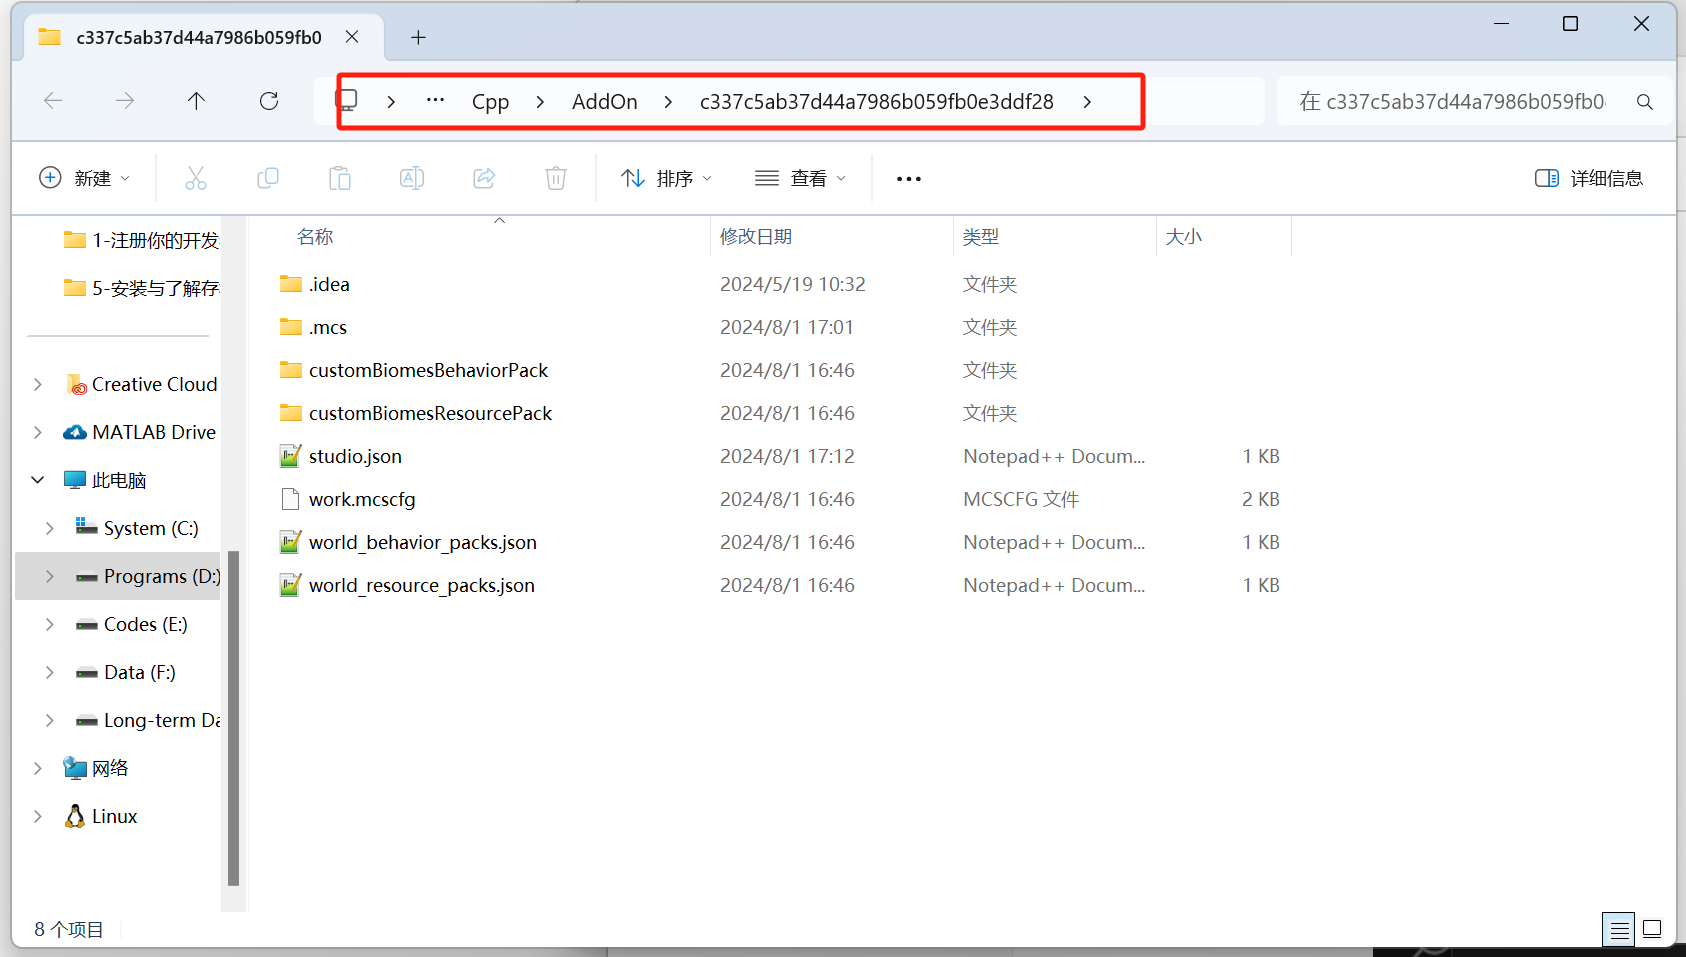 c337c5ab37d44a7986b059fb0
Cpp AddOn c337c5ab37d44a7986b059fb0e3ddf28
在 c337c5ab37d44a7986b059fb0
新建 排序 查看 详细信息
1-注册你的开发
5-安装与了解存
Creative Cloud
MATLAB Drive
此电脑
System (C:)
Programs (D:)
Codes (E:)
Data (F:)
Long-term Da
网络
Linux
名称 修改日期 类型 大小
.idea 2024/5/19 10:32 文件夹
.mcs 2024/8/1 17:01 文件夹
customBiomesBehaviorPack 2024/8/1 16:46 文件夹
customBiomesResourcePack 2024/8/1 16:46 文件夹
studio.json 2024/8/1 17:12 Notepad++ Docum... 1 KB
work.mcscfg 2024/8/1 16:46 MCSCFG 文件 2 KB
world_behavior_packs.json 2024/8/1 16:46 Notepad++ Docum... 1 KB
world_resource_packs.json 2024/8/1 16:46 Notepad++ Docum... 1 KB
8 个项目